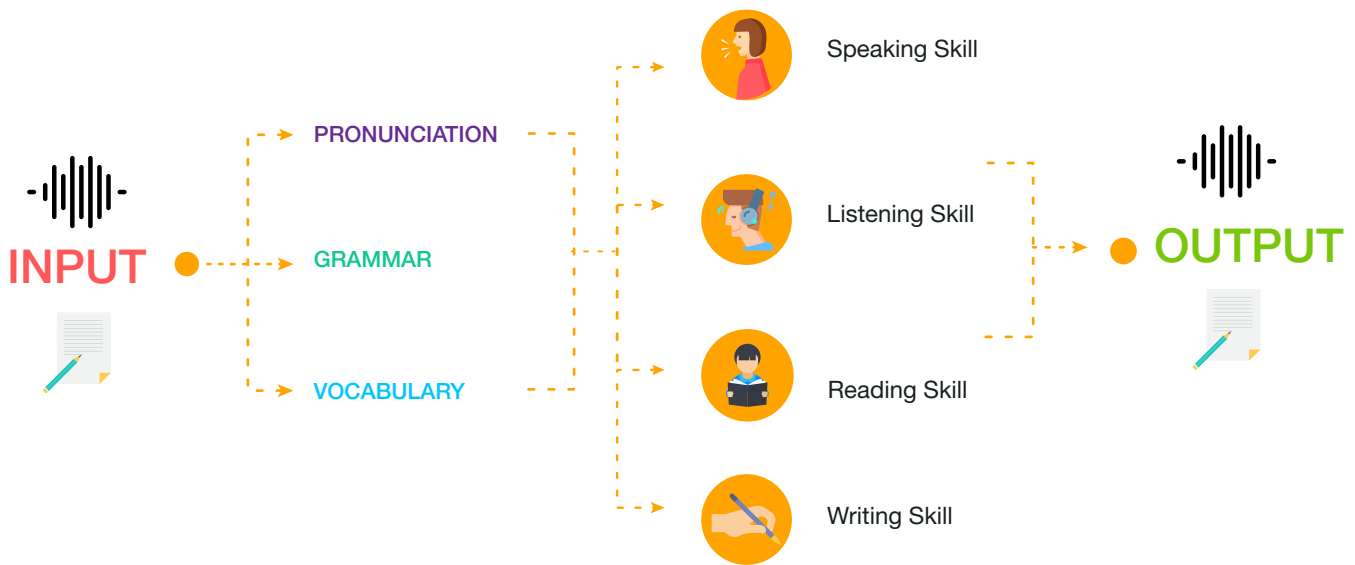 INPUT
PRONUNCIATION
GRAMMAR
VOCABULARY
Speaking Skill
Listening Skill
Reading Skill
Writing Skill
OUTPUT